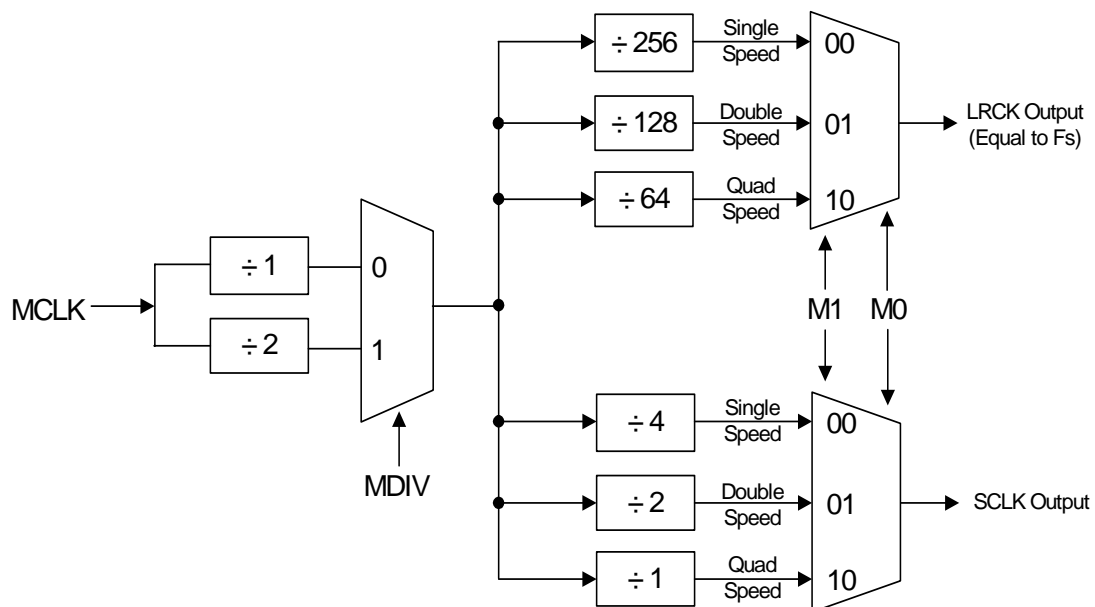 ÷ 256
Single
Speed
00
÷ 128
Double
Speed
01
LRCK Output
(Equal to Fs)
÷ 64
Quad
Speed
10
MCLK
÷ 1
0
÷ 2
1
MDIV
M1
M0
÷ 4
Single
Speed
00
÷ 2
Double
Speed
01
SCLK Output
÷ 1
Quad
Speed
10